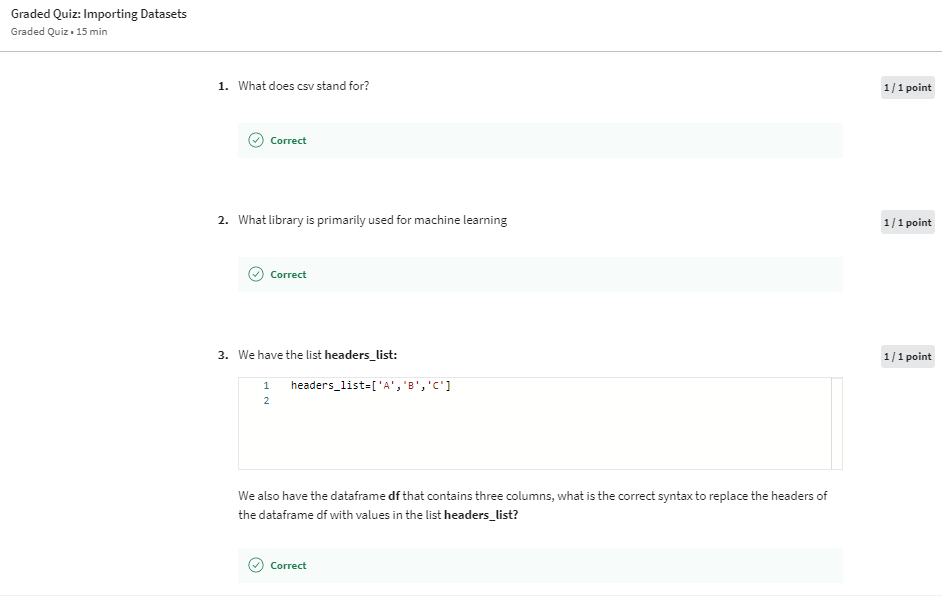 Graded Quiz: Importing Datasets
Graded Quiz • 15 min
1. What does csv stand for?
1 / 1 point
Correct
2. What library is primarily used for machine learning
1 / 1 point
Correct
3. We have the list headers_list:
1 / 1 point
1 headers_list=['A','B','C']
2
We also have the dataframe df that contains three columns, what is the correct syntax to replace the headers of
the dataframe df with values in the list headers_list?
Correct